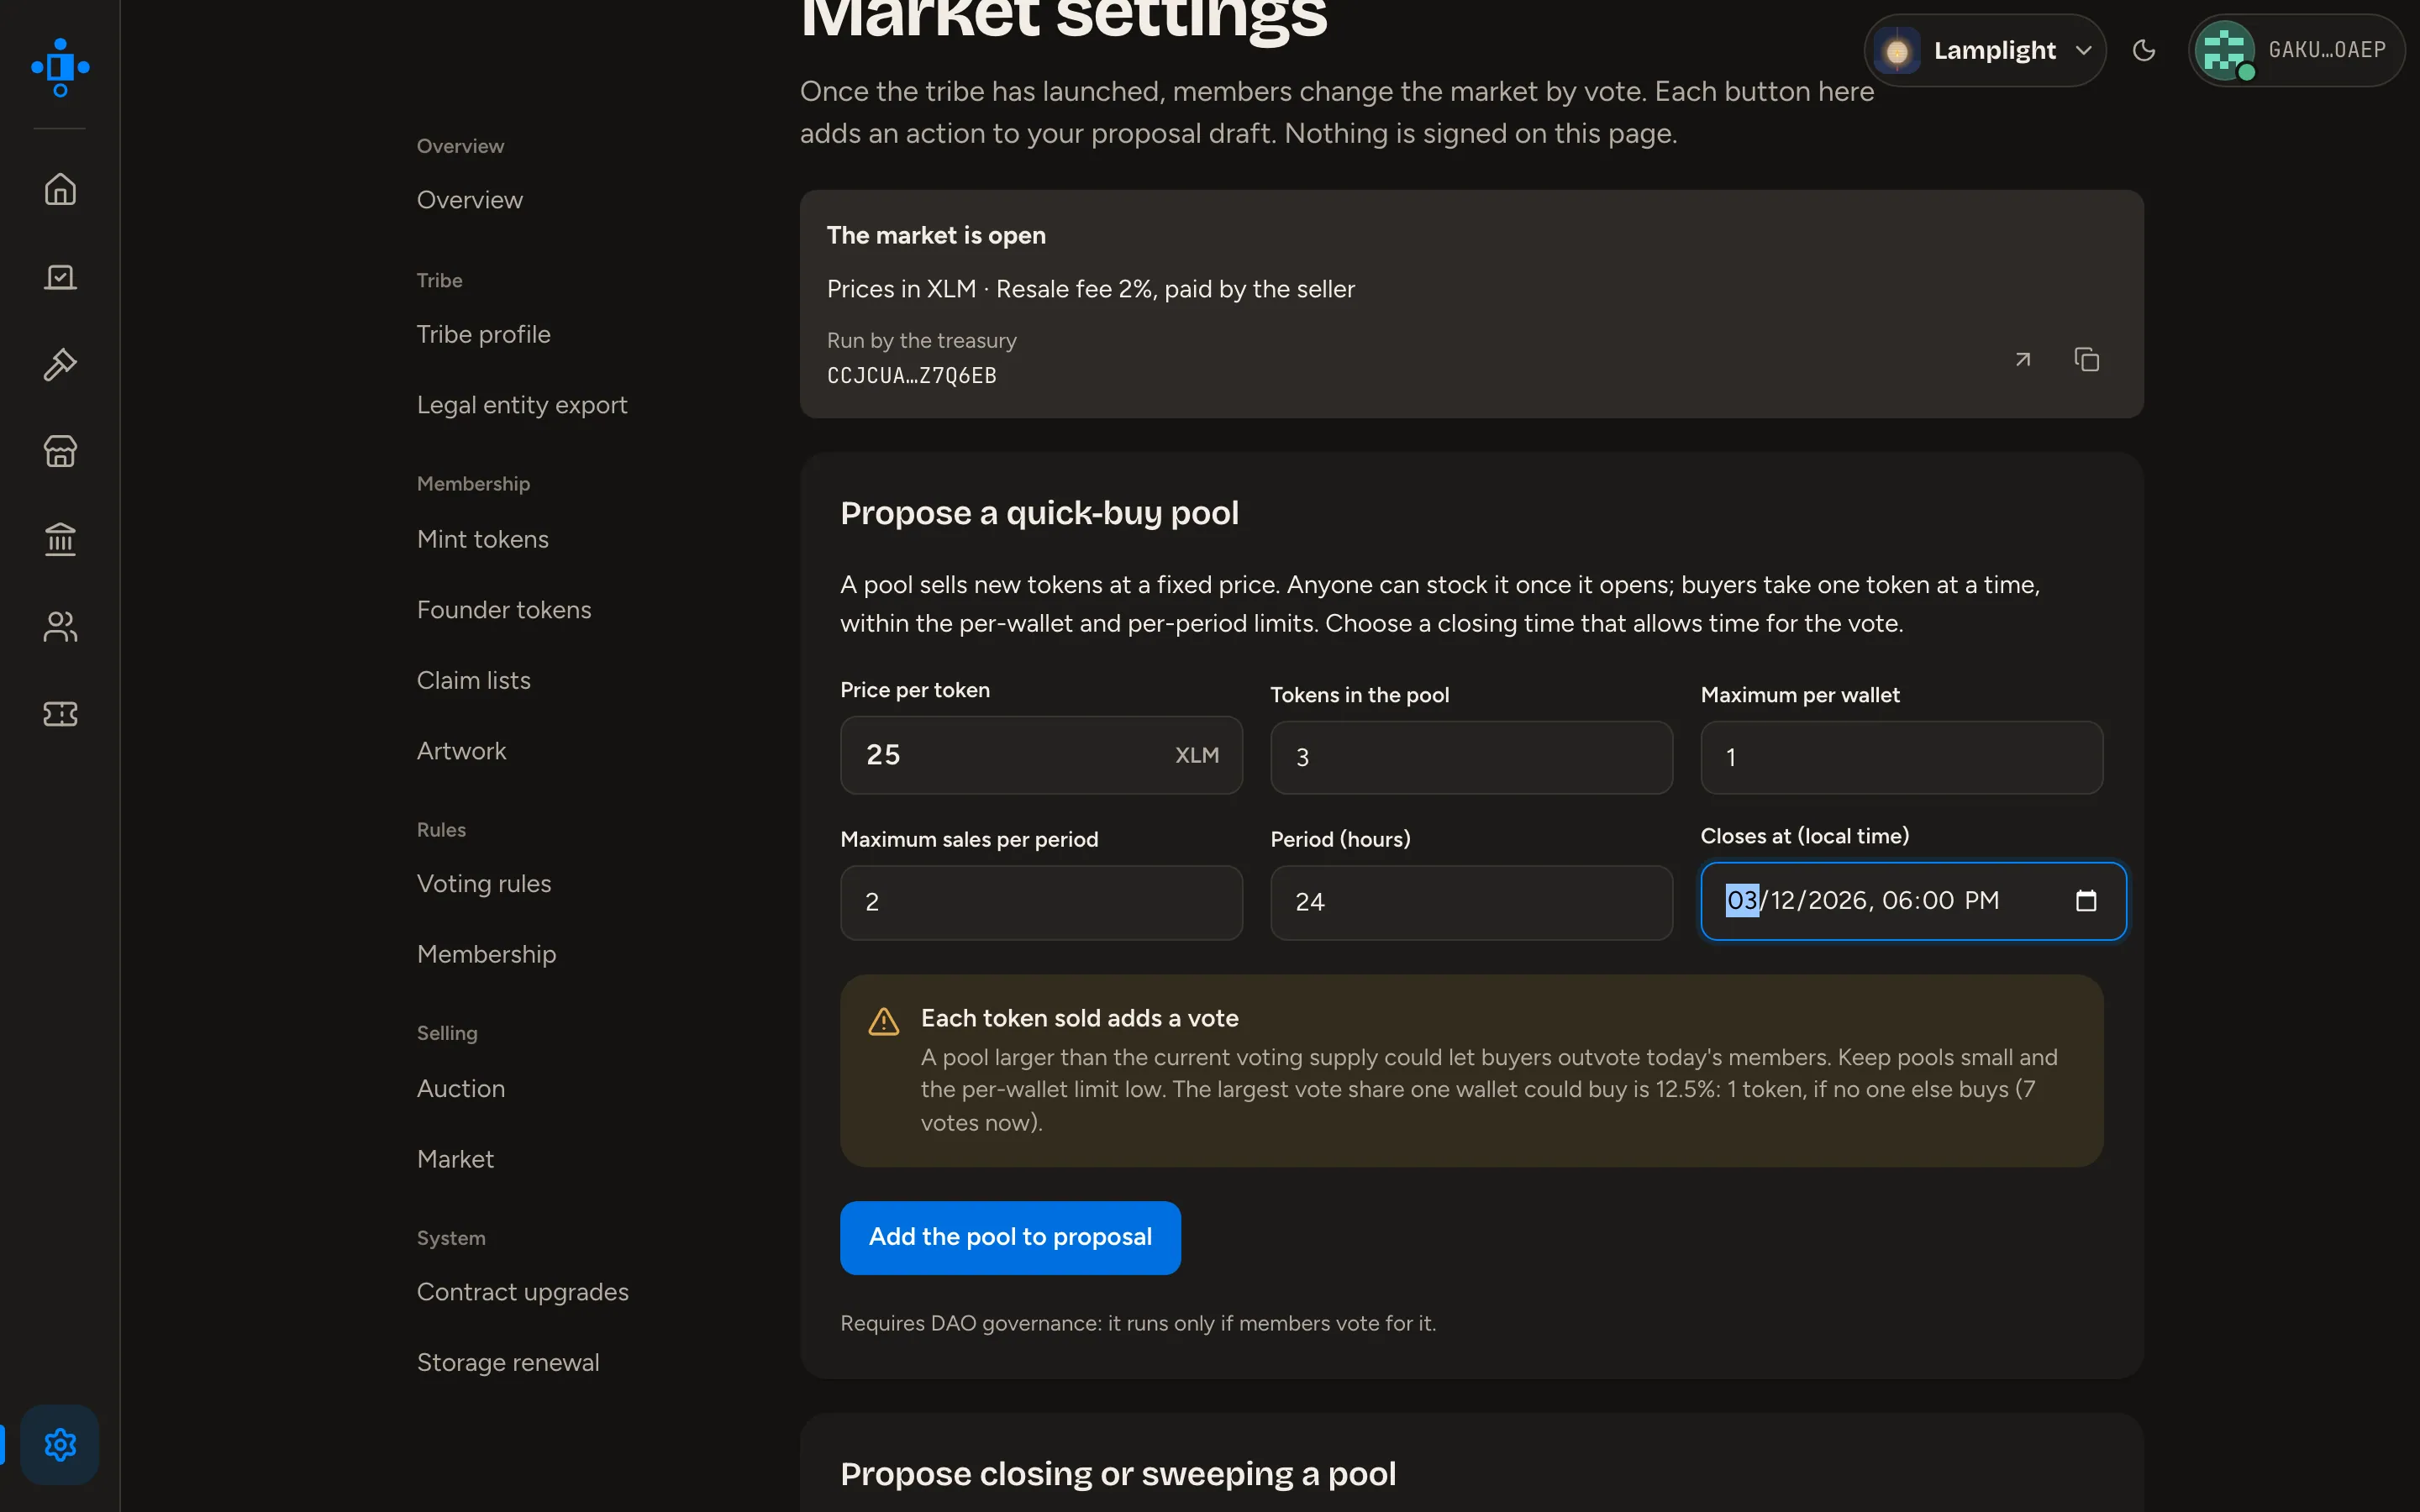 Market settings
Lamplight
GAKU…OAEP
Once the tribe has launched, members change the market by vote. Each button here
adds an action to your proposal draft. Nothing is signed on this page.
Overview
Overview
Tribe
Tribe profile
Legal entity export
Membership
Mint tokens
Founder tokens
Claim lists
Artwork
Rules
Voting rules
Membership
Selling
Auction
Market
System
Contract upgrades
Storage renewal
The market is open
Prices in XLM · Resale fee 2%, paid by the seller
Run by the treasury
CCJCUA…Z7Q6EB
Propose a quick-buy pool
A pool sells new tokens at a fixed price. Anyone can stock it once it opens; buyers take one token at a time,
within the per-wallet and per-period limits. Choose a closing time that allows time for the vote.
Price per token
25 XLM
Tokens in the pool
3
Maximum per wallet
1
Maximum sales per period
2
Period (hours)
24
Closes at (local time)
03/12/2026, 06:00 PM
Each token sold adds a vote
A pool larger than the current voting supply could let buyers outvote today's members. Keep pools small and
the per-wallet limit low. The largest vote share one wallet could buy is 12.5%: 1 token, if no one else buys (7
votes now).
Add the pool to proposal
Requires DAO governance: it runs only if members vote for it.
Propose closing or sweeping a pool